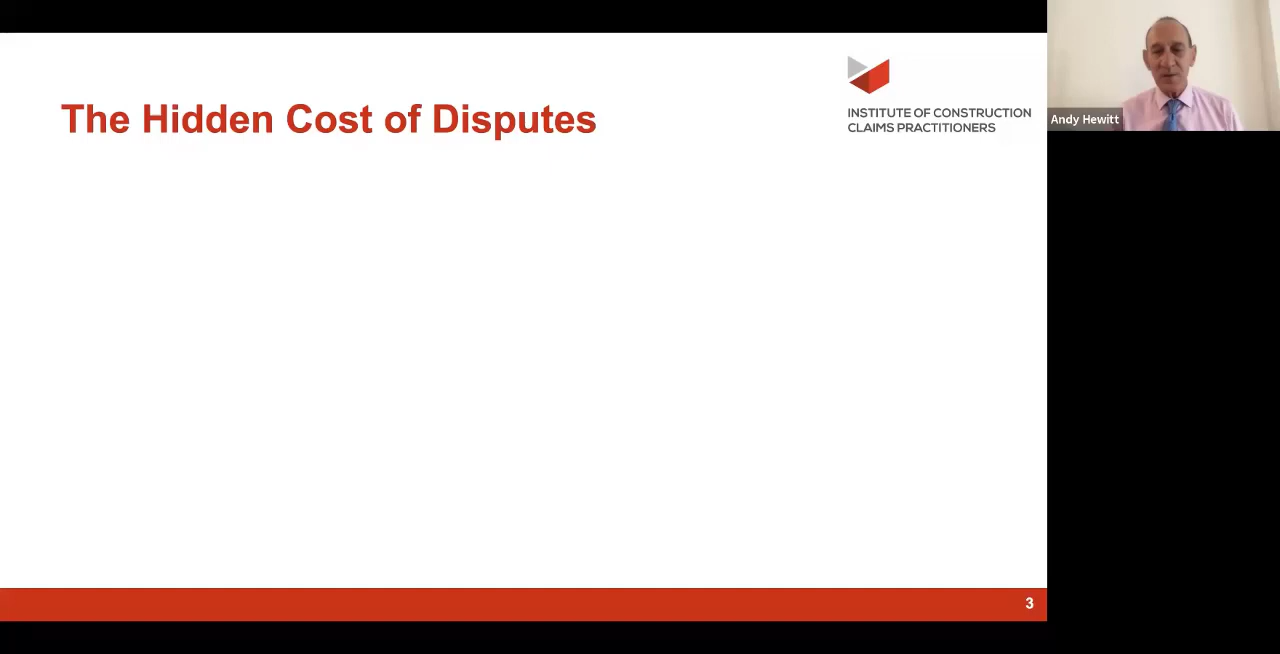 The Hidden Cost of Disputes
INSTITUTE OF CONSTRUCTION
CLAIMS PRACTITIONERS
Andy Hewitt
3